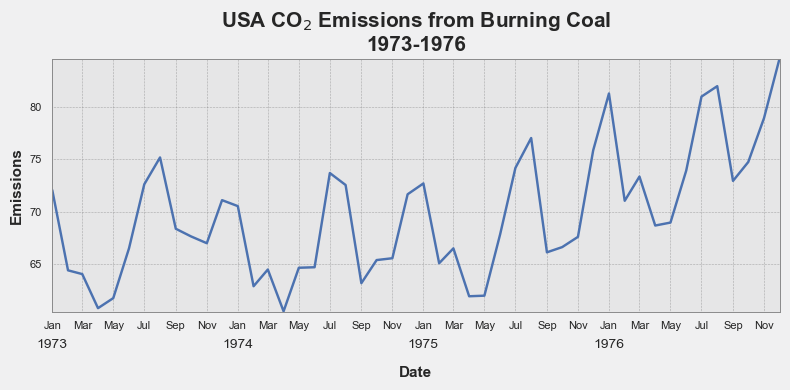 USA CO₂ Emissions from Burning Coal
1973-1976
Emissions
80
75
70
65
Jan Mar May Jul Sep Nov Jan Mar May Jul Sep Nov Jan Mar May Jul Sep Nov Jan Mar May Jul Sep Nov
1973 1974 1975 1976
Date